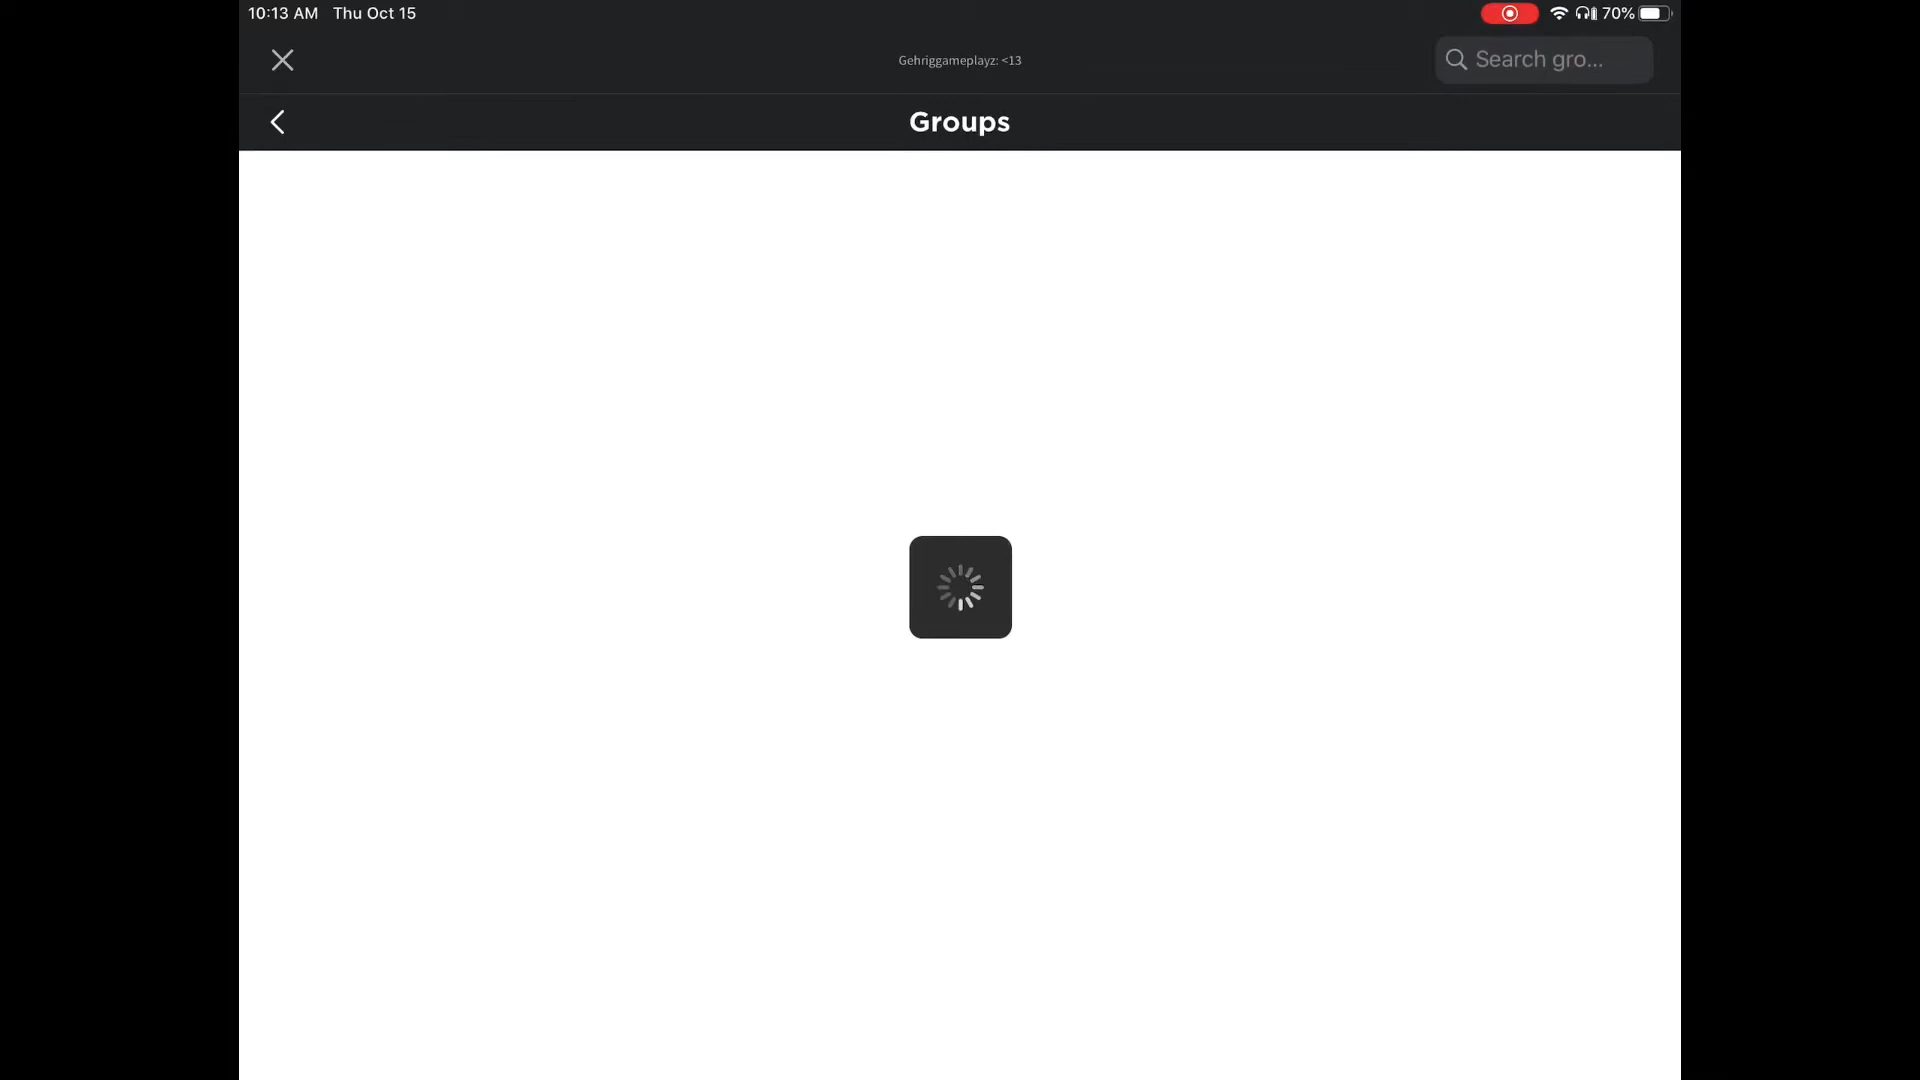 10:13 AM Thu Oct 15
70%
Gehriggameplayz: <13
Search gro...
Groups